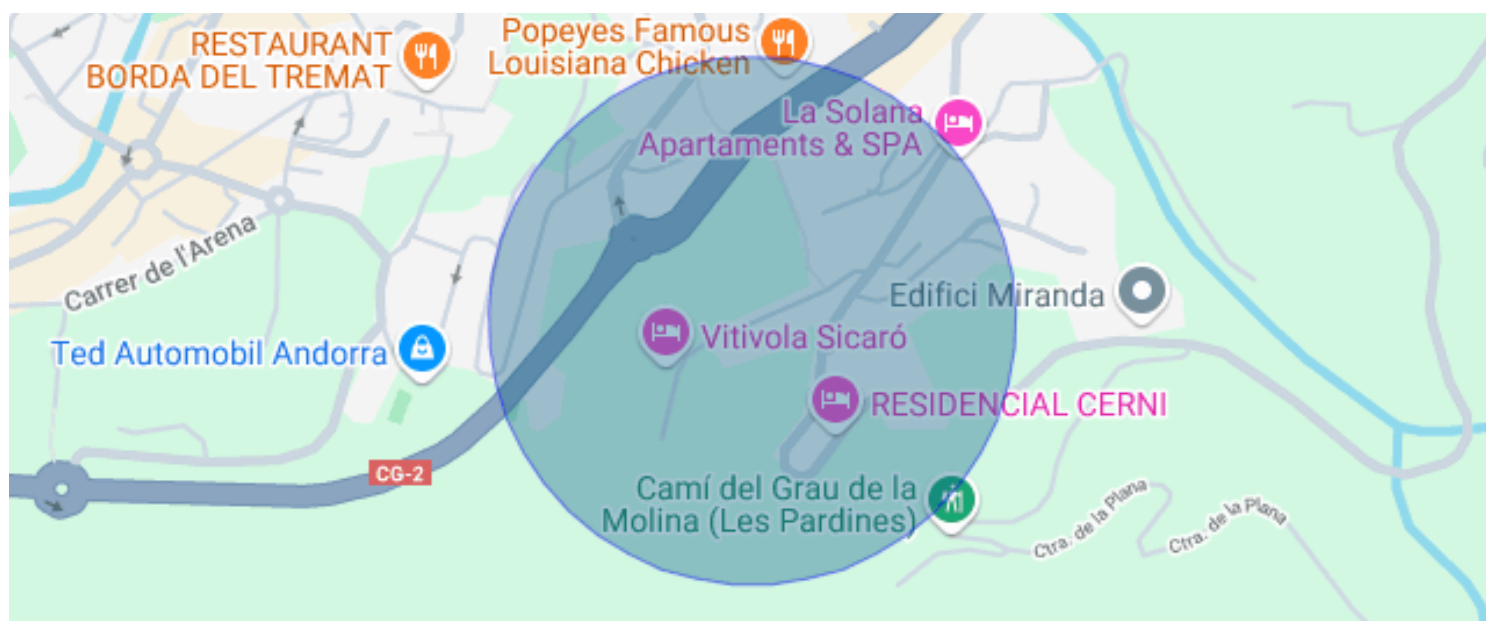 RESTAURANT
BORDA DEL TREMAT
Popeyes Famous
Louisiana Chicken
La Solana
Apartaments & SPA
Carrer de l'Arena
Edifici Miranda
Ted Automobil Andorra
Vitivola Sicaró
RESIDENCIAL CERNI
CG-2
Camí del Grau de la
Molina (Les Pardines)
Ctra. de la Plana
Ctra. de la Plana